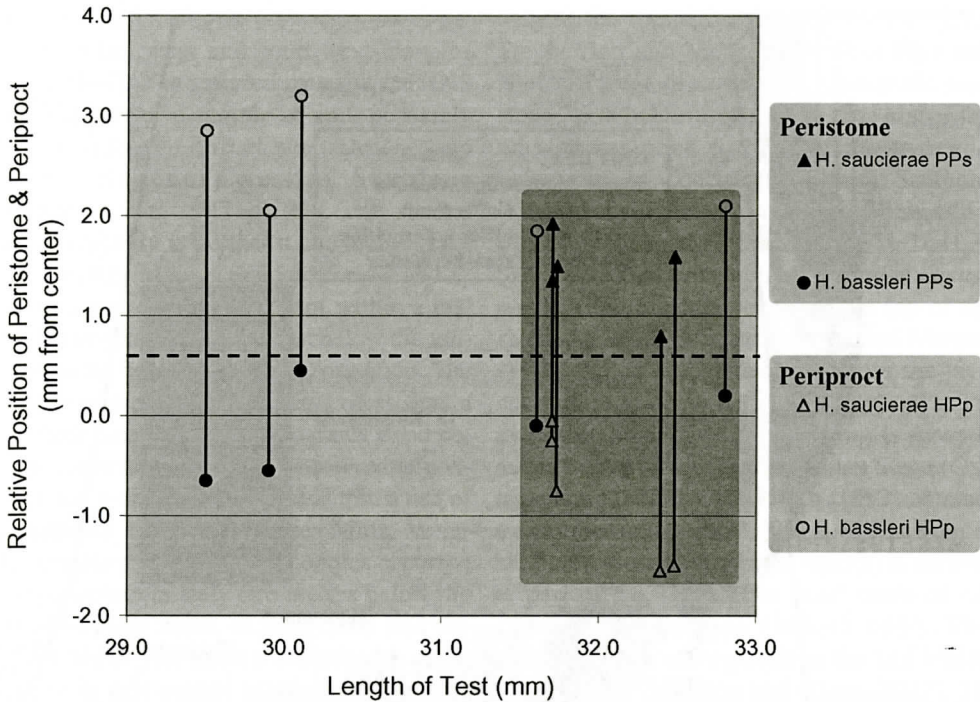 4.0
3.0
2.0
1.0
0.0
-1.0
-2.0
29.0 30.0 31.0 32.0 33.0
Length of Test (mm)
Relative Position of Peristome & Periproct
(mm from center)
Peristome
H. saucierae PPs
H. bassleri PPs
Periproct
H. saucierae HPp
H. bassleri HPp